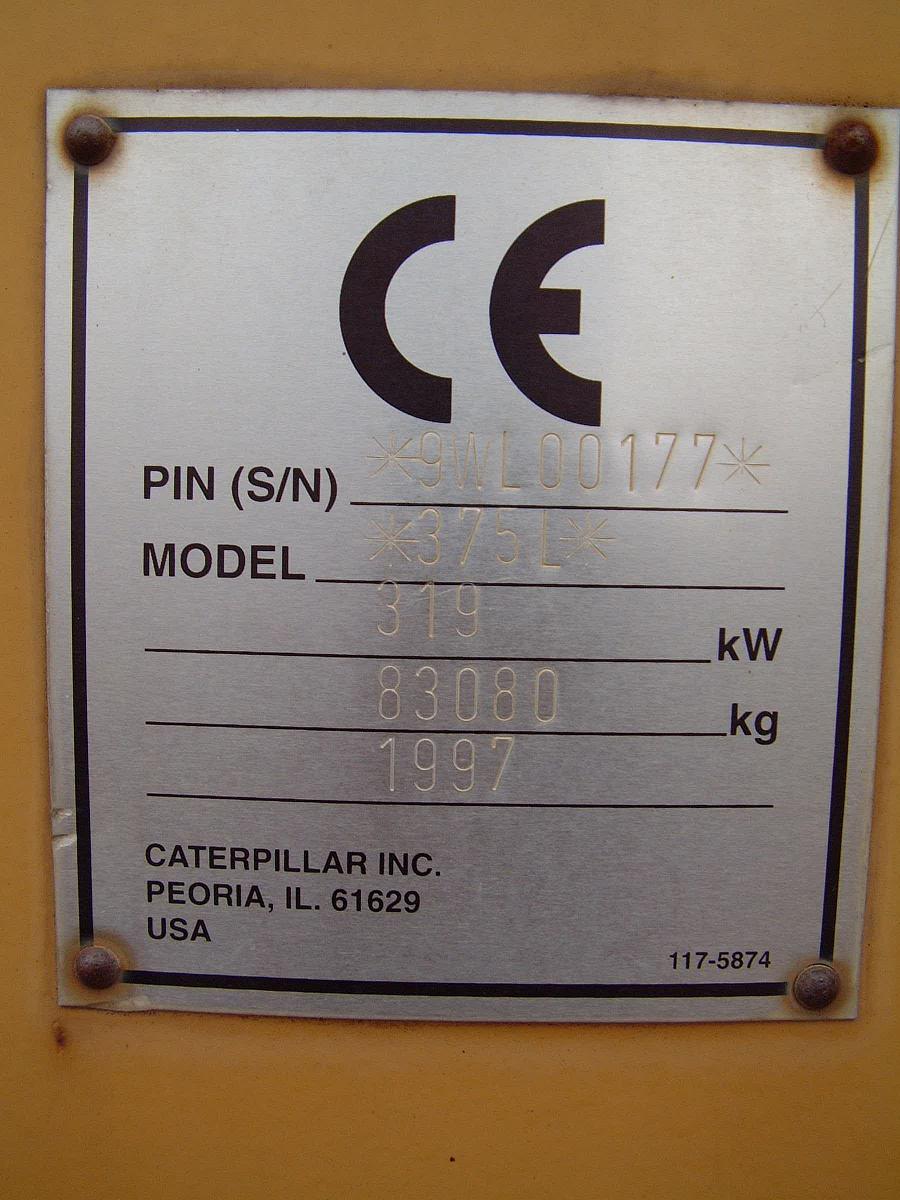 CE
PIN (S/N) *9WL00177*
MODEL *375L*
319 kW
83080 kg
1997
CATERPILLAR INC.
PEORIA, IL. 61629
USA
117-5874